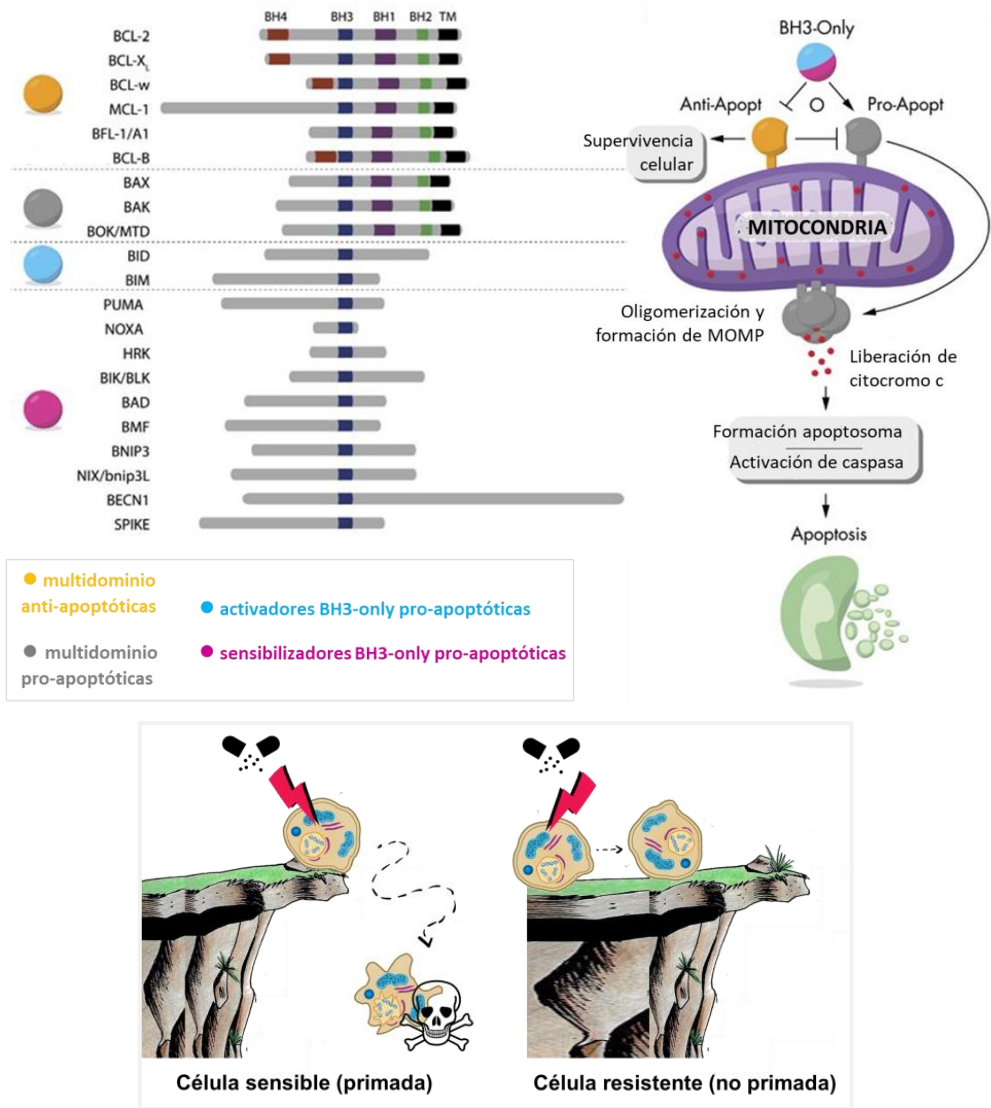 BH4 BH3 BH1 BH2 TM
BCL-2
BCL-XL
BCL-w
MCL-1
BFL-1/A1
BCL-B
BAX
BAK
BOK/MTD
BID
BIM
PUMA
NOXA
HRK
BIK/BLK
BAD
BMF
BNIP3
NIX/bnip3L
BECN1
SPIKE
BH3-Only
Anti-Apopt
O
Pro-Apopt
Supervivencia
celular
MITOCONDRIA
Oligomerización y
formación de MOMP
Liberación de
citocromo c
Formación apoptosoma
Activación de caspasa
Apoptosis
multidominio
anti-apoptóticas
multidominio
pro-apoptóticas
activadores BH3-only pro-apoptóticas
sensibilizadores BH3-only pro-apoptóticas
Célula sensible (primada)
Célula resistente (no primada)